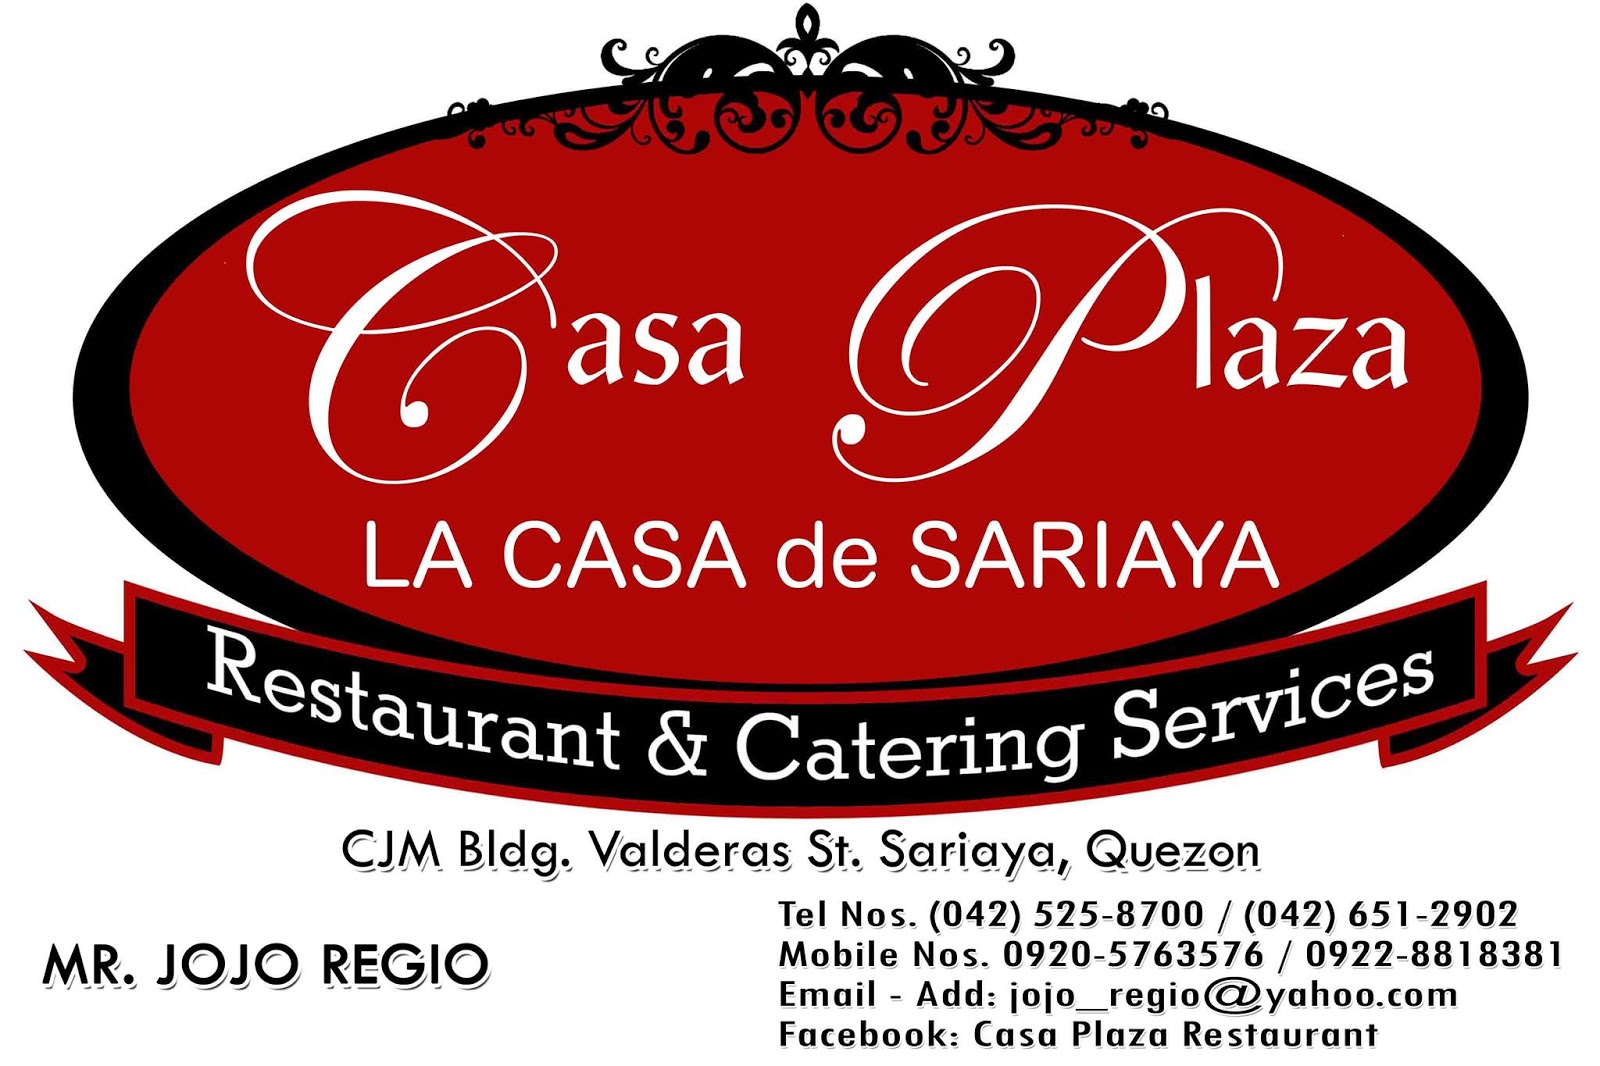 Casa Plaza
LA CASA de SARIAYA
Restaurant & Catering Services
CJM Bldg. Valderas St. Sariaya, Quezon
MR. JOJO REGIO
Tel Nos. (042) 525-8700 / (042) 651-2902
Mobile Nos. 0920-5763576 / 0922-8818381
Email - Add: jojo_regio@yahoo.com
Facebook: Casa Plaza Restaurant